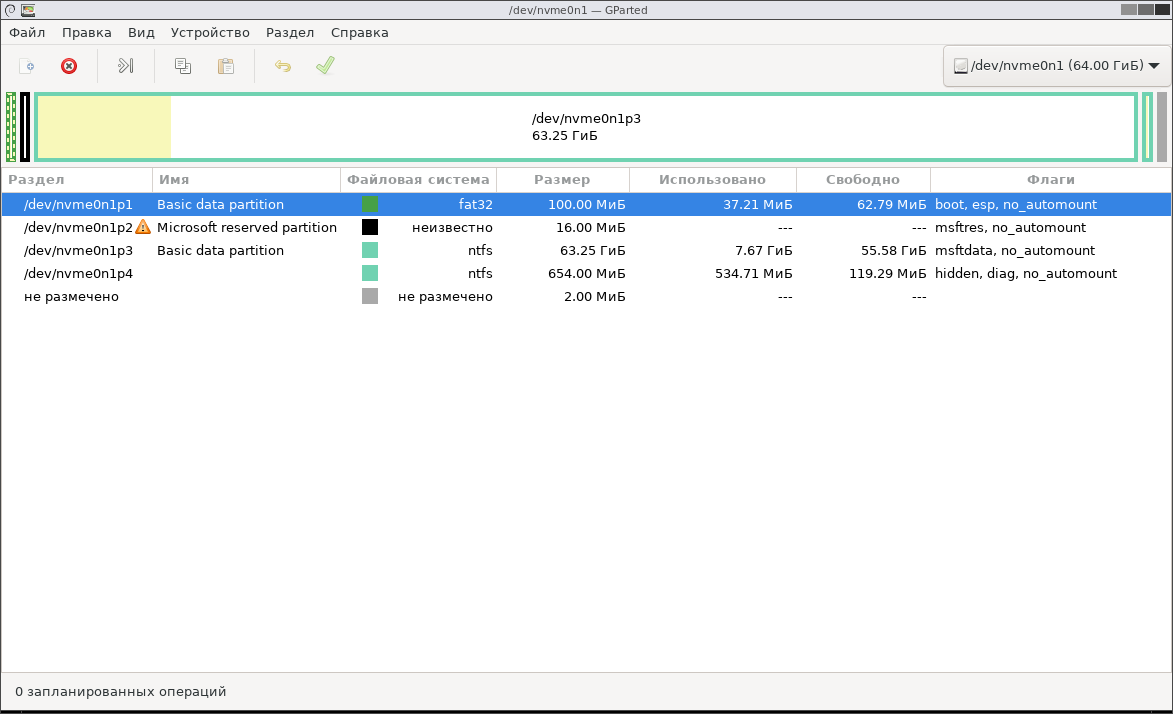 /dev/nvme0n1 — GParted
Файл Правка Вид Устройство Раздел Справка
/dev/nvme0n1 (64.00 ГиБ)
/dev/nvme0n1p3
63.25 ГиБ
Раздел Имя Файловая система Размер Использовано Свободно Флаги
/dev/nvme0n1p1 Basic data partition fat32 100.00 МиБ 37.21 МиБ 62.79 МиБ boot, esp, no_automount
/dev/nvme0n1p2 Microsoft reserved partition неизвестно 16.00 МиБ --- --- msftres, no_automount
/dev/nvme0n1p3 Basic data partition ntfs 63.25 ГиБ 7.67 ГиБ 55.58 ГиБ msftdata, no_automount
/dev/nvme0n1p4 ntfs 654.00 МиБ 534.71 МиБ 119.29 МиБ hidden, diag, no_automount
не размечено не размечено 2.00 МиБ --- ---
0 запланированных операций